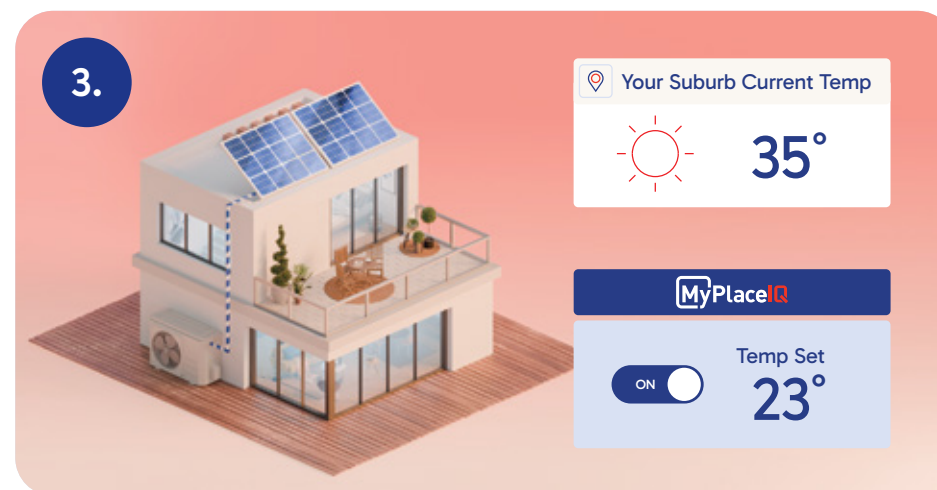 3.
Your Suburb Current Temp
35°
MyPlaceIQ
ON
Temp Set
23°